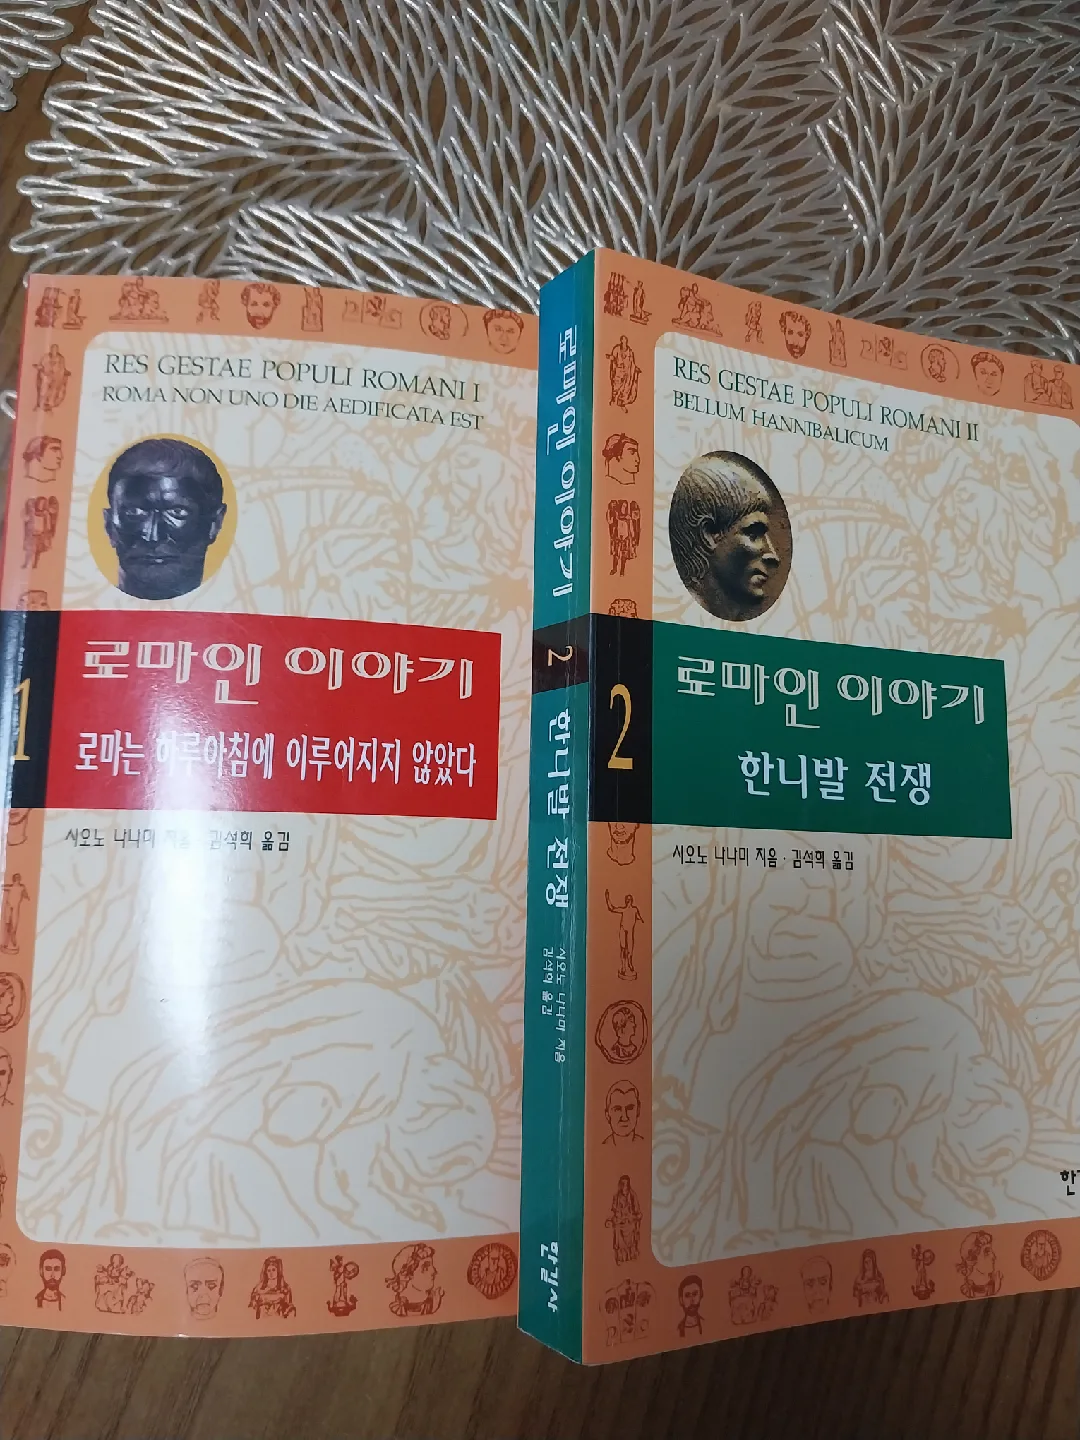 RES GESTAE POPULI ROMANI I
ROMA NON UNO DIE AEDIFICATA EST
1
로마인 이야기
로마는 하루아침에 이루어지지 않았다
시오노 나나미 지음 · 김석희 옮김
로마인 이야기 2 한니발 전쟁
시오노 나나미 지음
김석희 옮김
한길사
RES GESTAE POPULI ROMANI II
BELLUM HANNIBALICUM
2
로마인 이야기
한니발 전쟁
시오노 나나미 지음 · 김석희 옮김
한